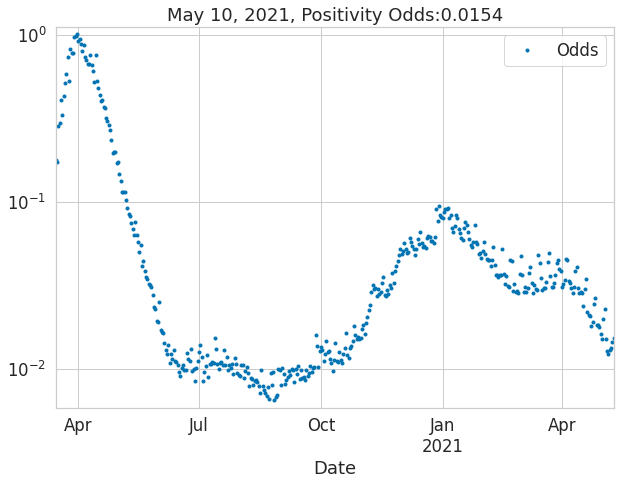 May 10, 2021, Positivity Odds:0.0154
Odds
10⁰
10⁻¹
10⁻²
Apr Jul Oct Jan Apr
2021
Date